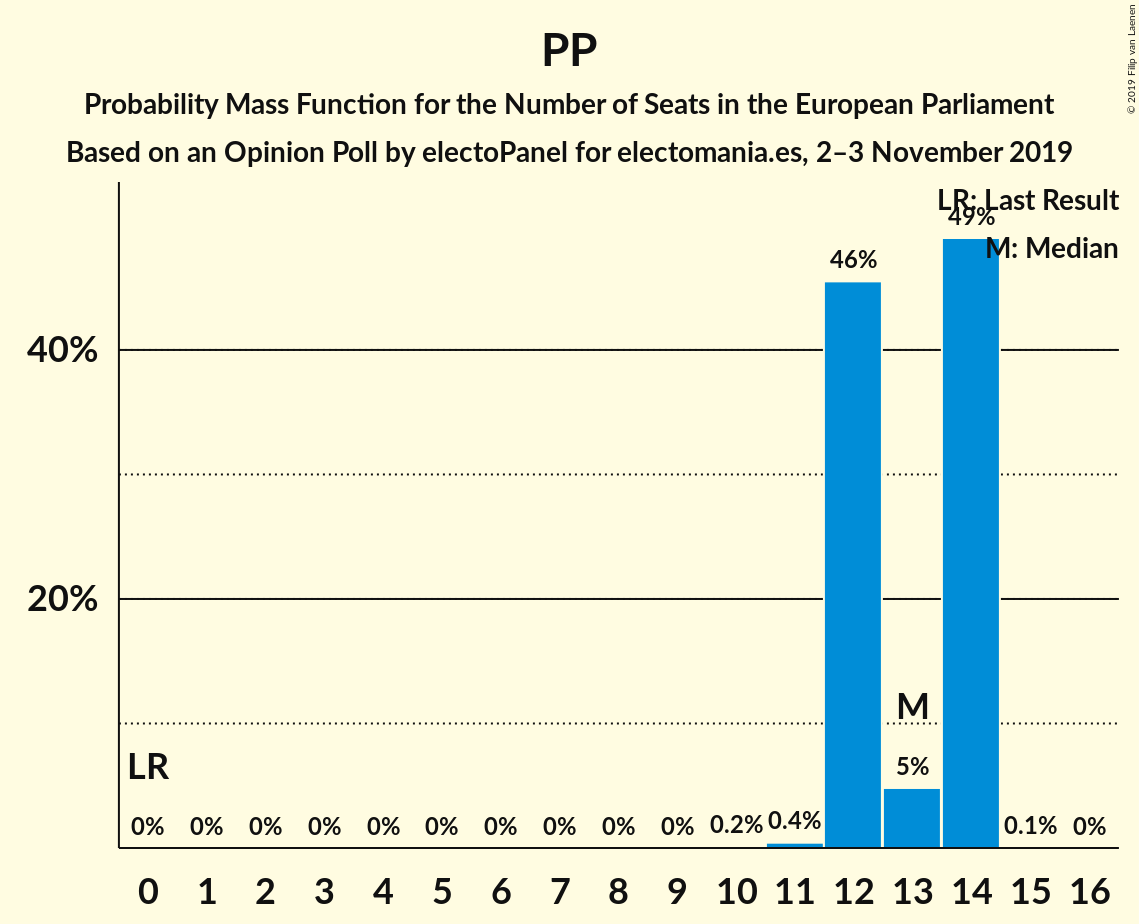 PP
Probability Mass Function for the Number of Seats in the European Parliament
Based on an Opinion Poll by electoPanel for electomania.es, 2–3 November 2019
© 2019 Filip van Laenen
LR: Last Result
M: Median
40%
20%
LR
M
0% 0% 0% 0% 0% 0% 0% 0% 0% 0% 0.2% 0.4% 46% 5% 49% 0.1% 0%
0 1 2 3 4 5 6 7 8 9 10 11 12 13 14 15 16